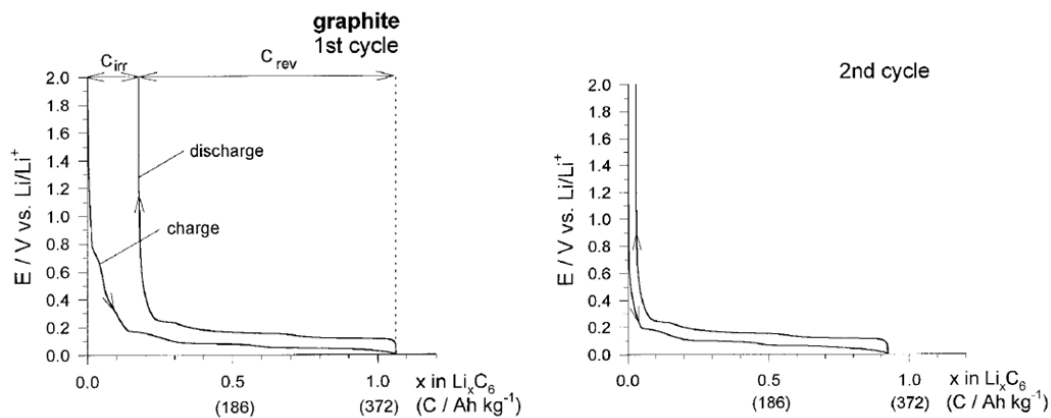 graphite
1st cycle
C_irr
C_rev
2.0
1.8
1.6
1.4
1.2
1.0
0.8
0.6
0.4
0.2
0.0
E / V vs. Li/Li⁺
discharge
charge
0.0 0.5 1.0 x in LiₓC₆
(186) (372) (C / Ah kg⁻¹)
2nd cycle
2.0
1.8
1.6
1.4
1.2
1.0
0.8
0.6
0.4
0.2
0.0
E / V vs. Li/Li⁺
0.0 0.5 1.0 x in LiₓC₆
(186) (372) (C / Ah kg⁻¹)